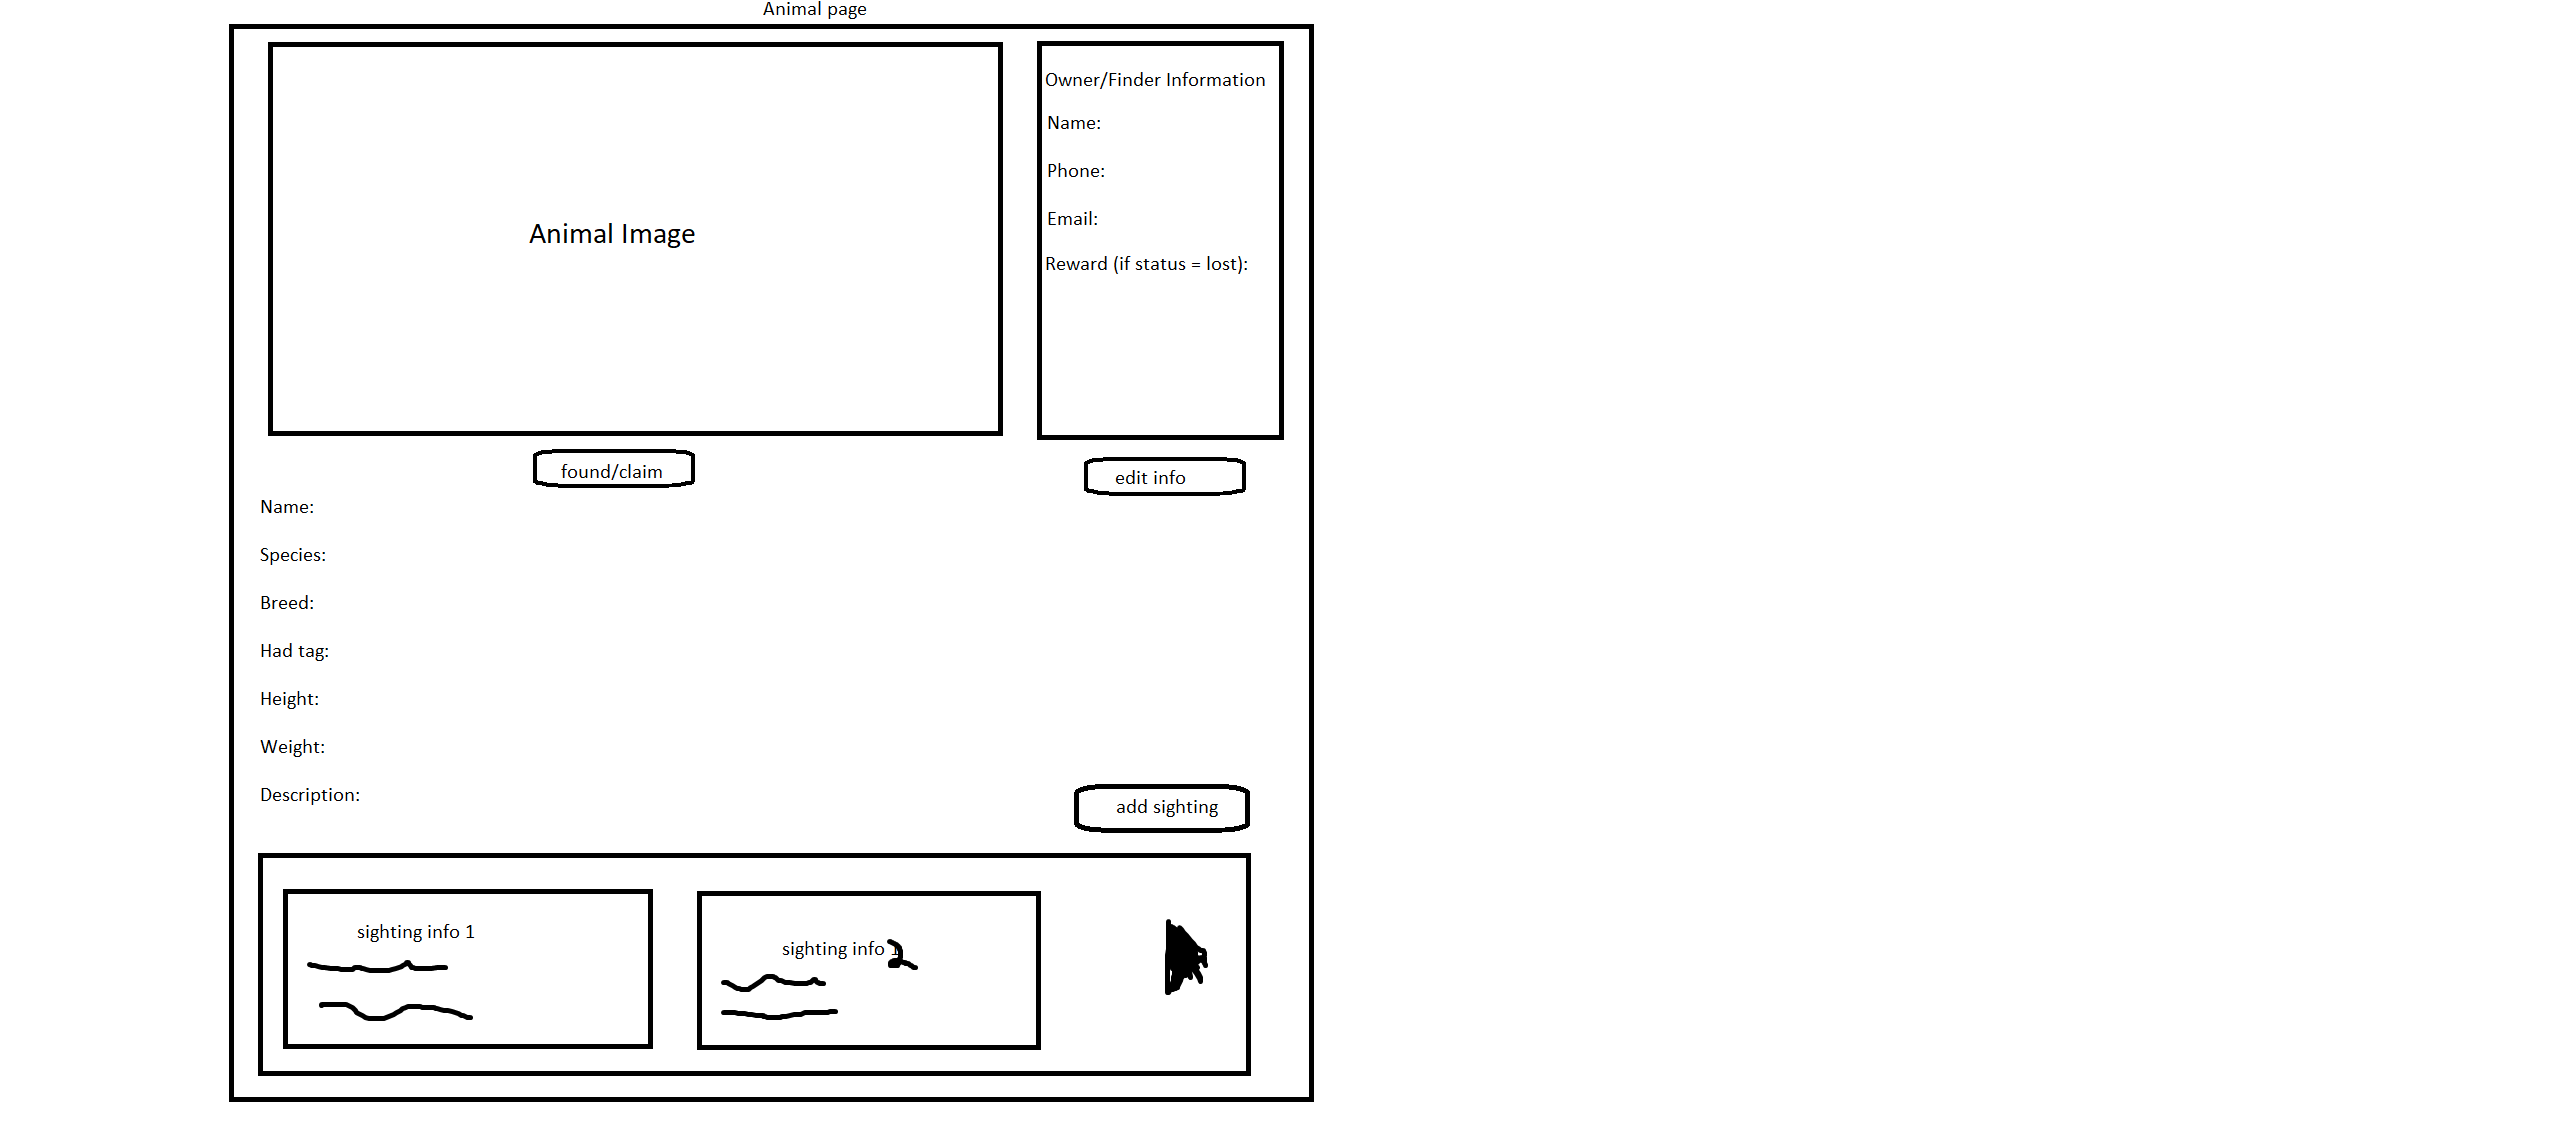 Animal page
Animal Image
Owner/Finder Information
Name:
Phone:
Email:
Reward (if status = lost):
found/claim
edit info
Name:
Species:
Breed:
Had tag:
Height:
Weight:
Description:
add sighting
sighting info 1
sighting info 2